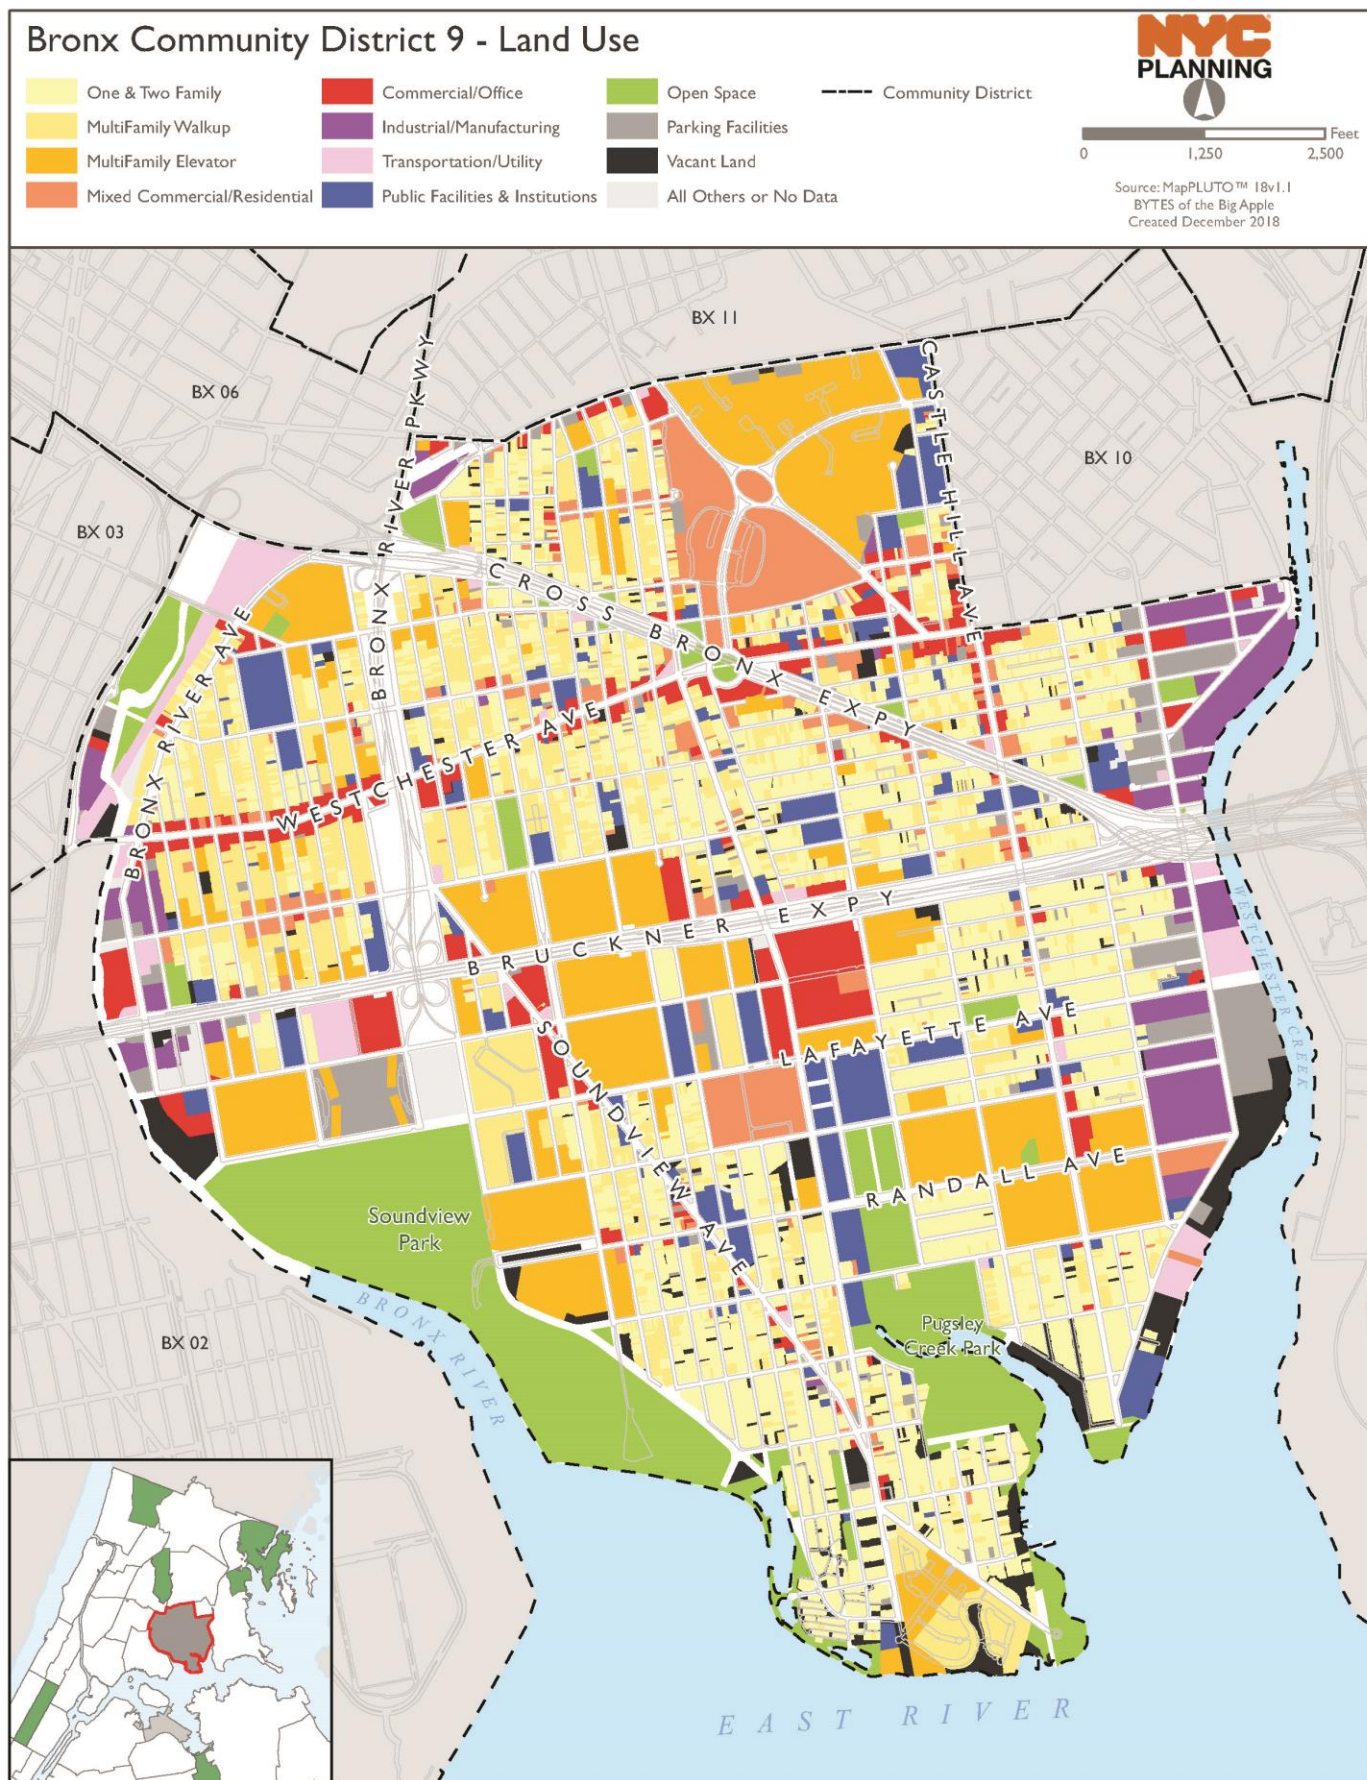 Bronx Community District 9 - Land Use
One & Two Family
MultiFamily Walkup
MultiFamily Elevator
Mixed Commercial/Residential
Commercial/Office
Industrial/Manufacturing
Transportation/Utility
Public Facilities & Institutions
Open Space
Parking Facilities
Vacant Land
All Others or No Data
Community District
NYC
PLANNING
Feet
0 1,250 2,500
Source: MapPLUTO™ 18v1.1
BYTES of the Big Apple
Created December 2018
BX 11
BX 06
BX 10
BX 03
BX 02
BRONX RIVER PKWY
CASTLE HILL AVE
CROSS BRONX EXPY
BRONX RIVER AVE
WESTCHESTER AVE
BRUCKNER EXPY
WESTCHESTER CREEK
SOUNDVIEW AVE
LAFAYETTE AVE
RANDALL AVE
Soundview
Park
BRONX RIVER
Pugsley
Creek Park
EAST RIVER